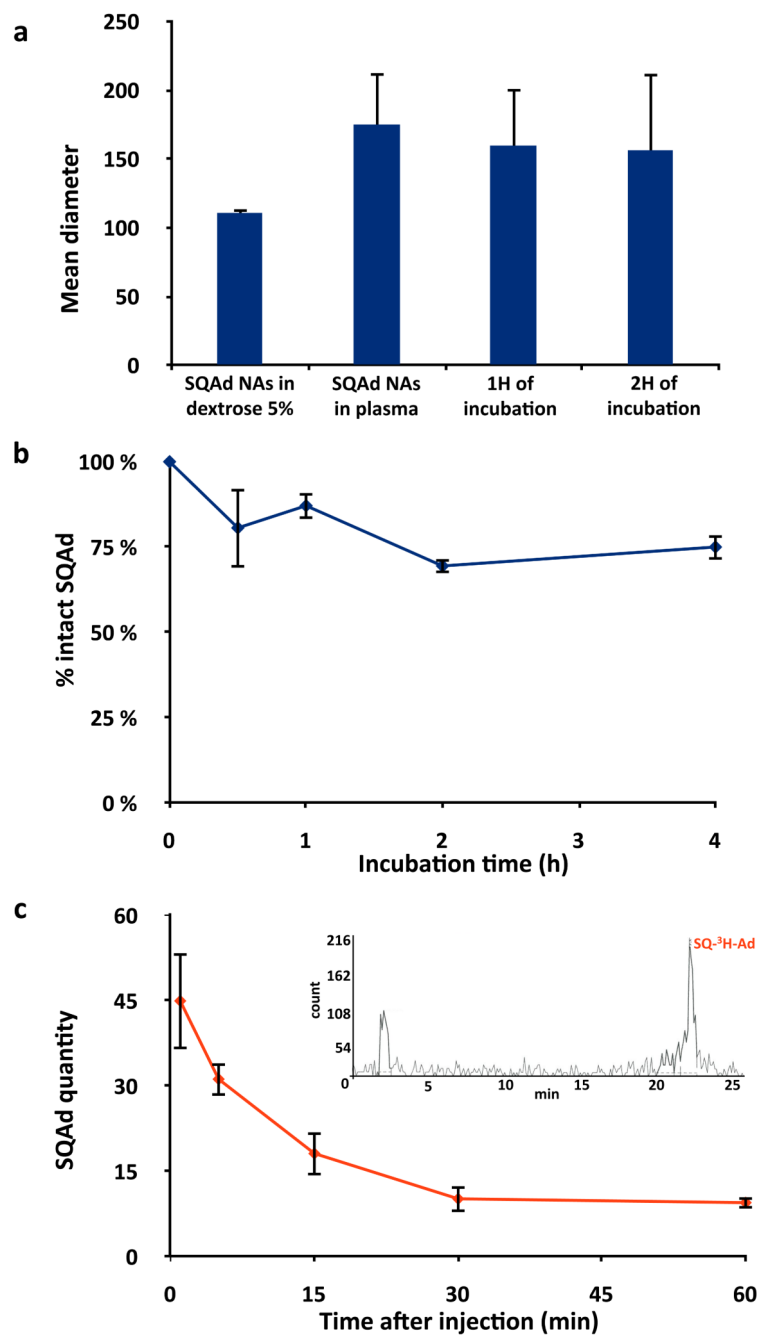 a
250
200
150
100
50
0
Mean diameter
SQAd NAs in
dextrose 5%
SQAd NAs
in plasma
1H of
incubation
2H of
incubation
b
100 %
75%
50 %
25 %
0 %
% intact SQAd
0 1 2 3 4
Incubation time (h)
c
60
45
30
15
0
SQAd quantity
216
162
108
54
0
count
SQ-³H-Ad
5 10 15 20 25
min
0 15 30 45 60
Time after injection (min)